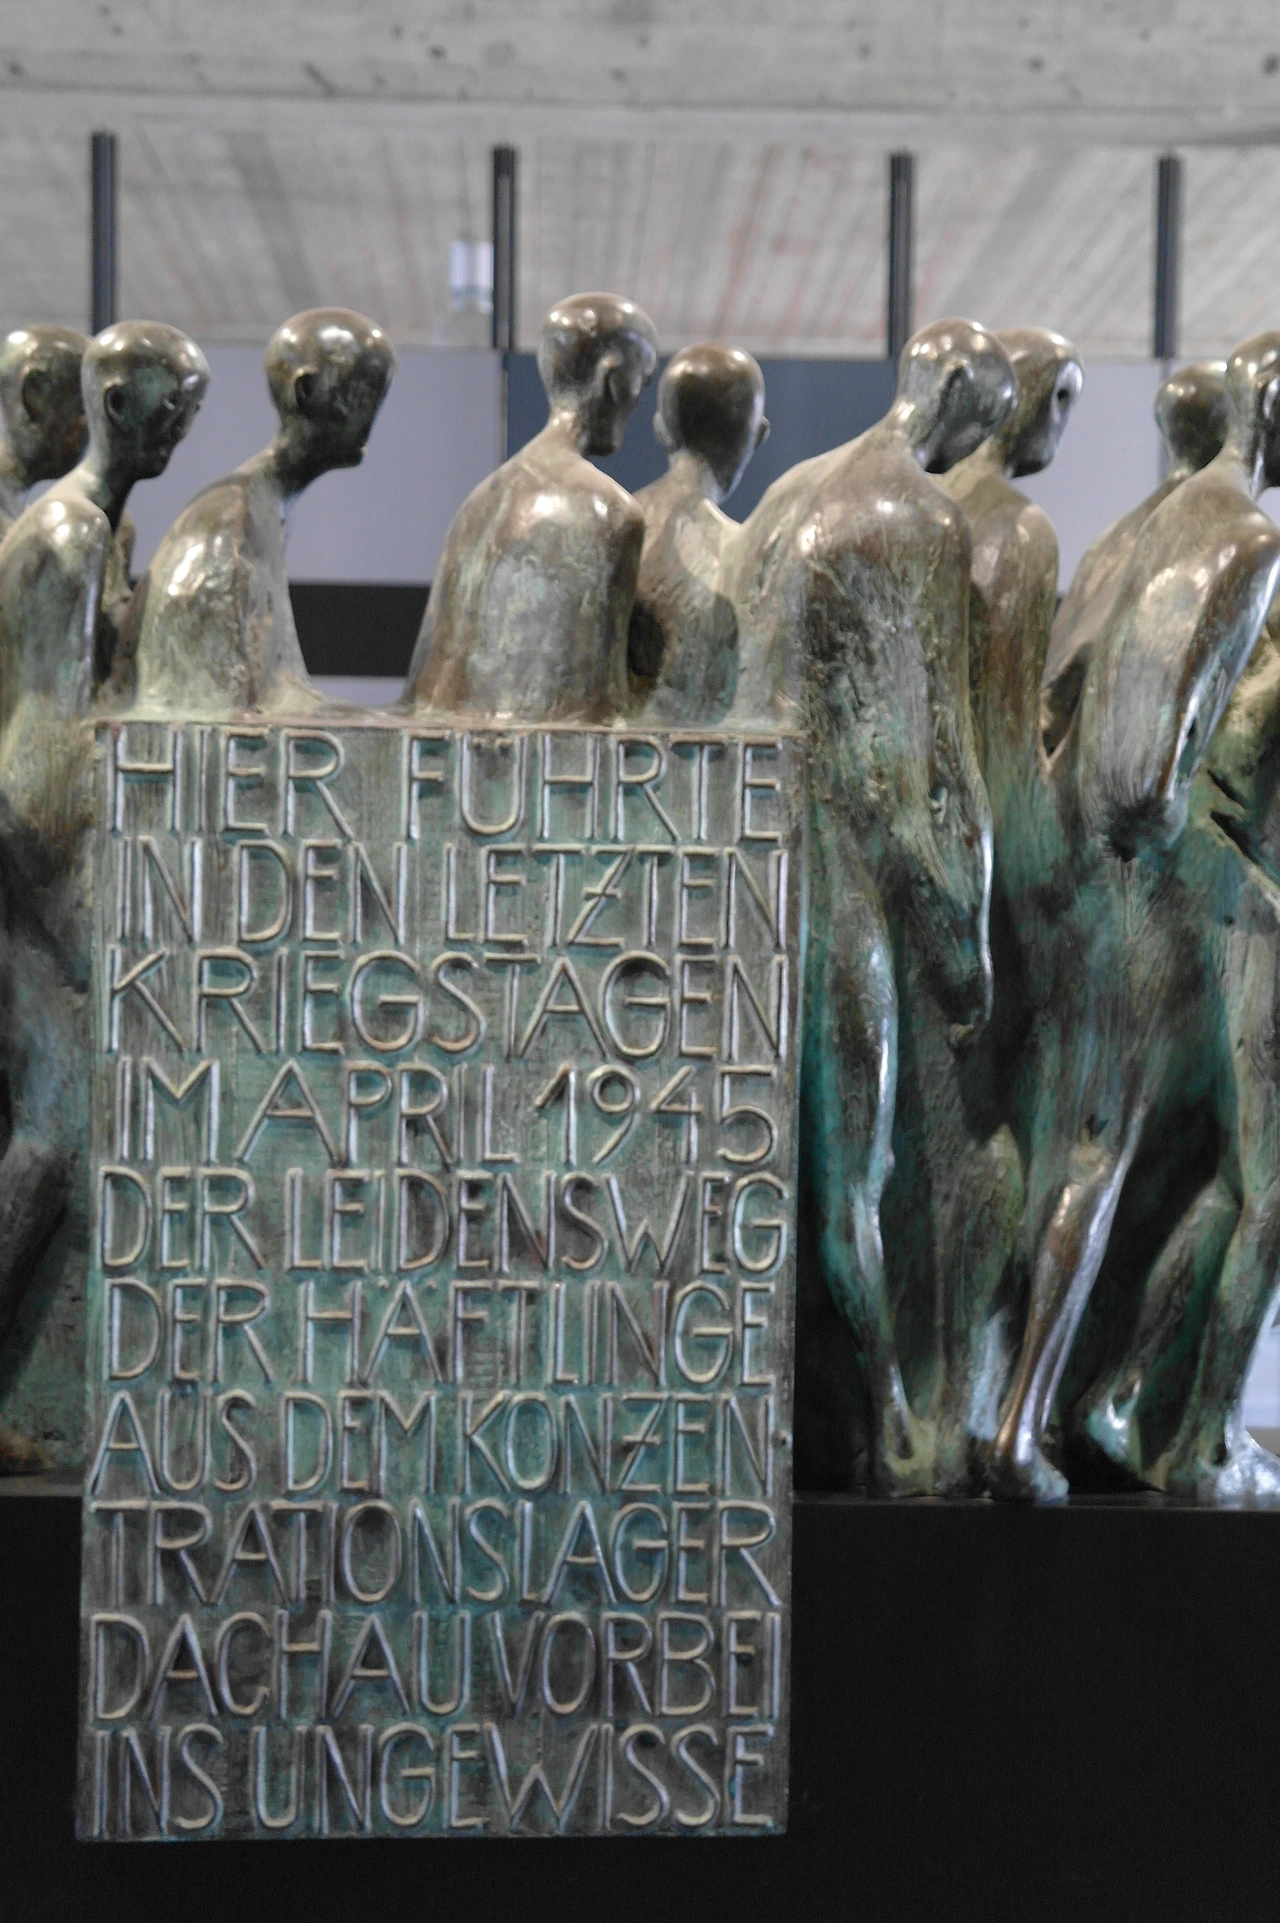 HIER FÜHRTE
IN DEN LETZTEN
KRIEGSTAGEN
IM APRIL 1945
DER LEIDENSWEG
DER HÄFTLINGE
AUS DEM KONZEN
TRATIONSLAGER
DACHAU VORBEI
INS UNGEWISSE